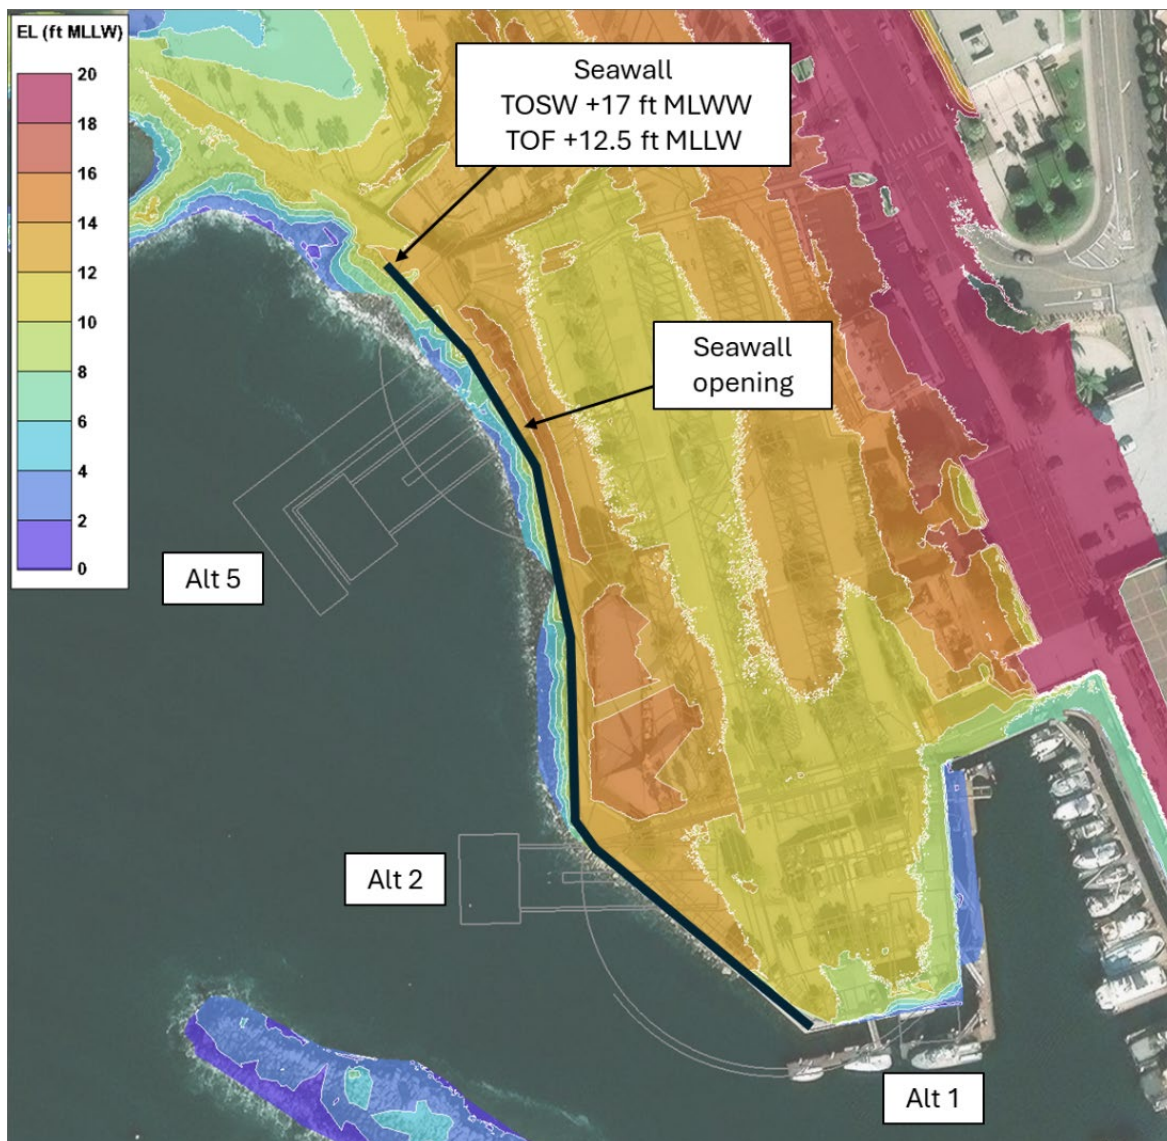 EL (ft MLLW)
20
18
16
14
12
10
8
6
4
2
0
Seawall
TOSW +17 ft MLWW
TOF +12.5 ft MLLW
Seawall
opening
Alt 5
Alt 2
Alt 1